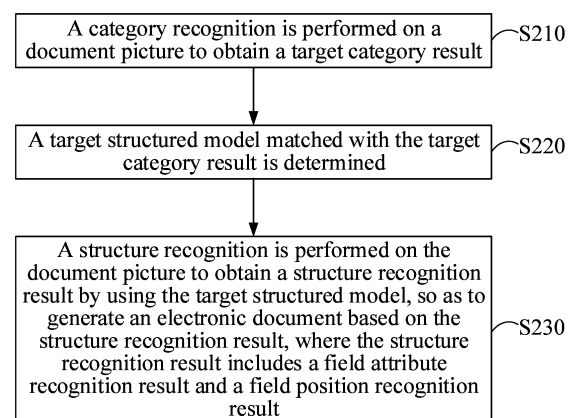 A category recognition is performed on a
document picture to obtain a target category result
S210
A target structured model matched with the target
category result is determined
S220
A structure recognition is performed on the
document picture to obtain a structure recognition
result by using the target structured model, so as to
generate an electronic document based on the
structure recognition result, where the structure
recognition result includes a field attribute
recognition result and a field position recognition
result
S230